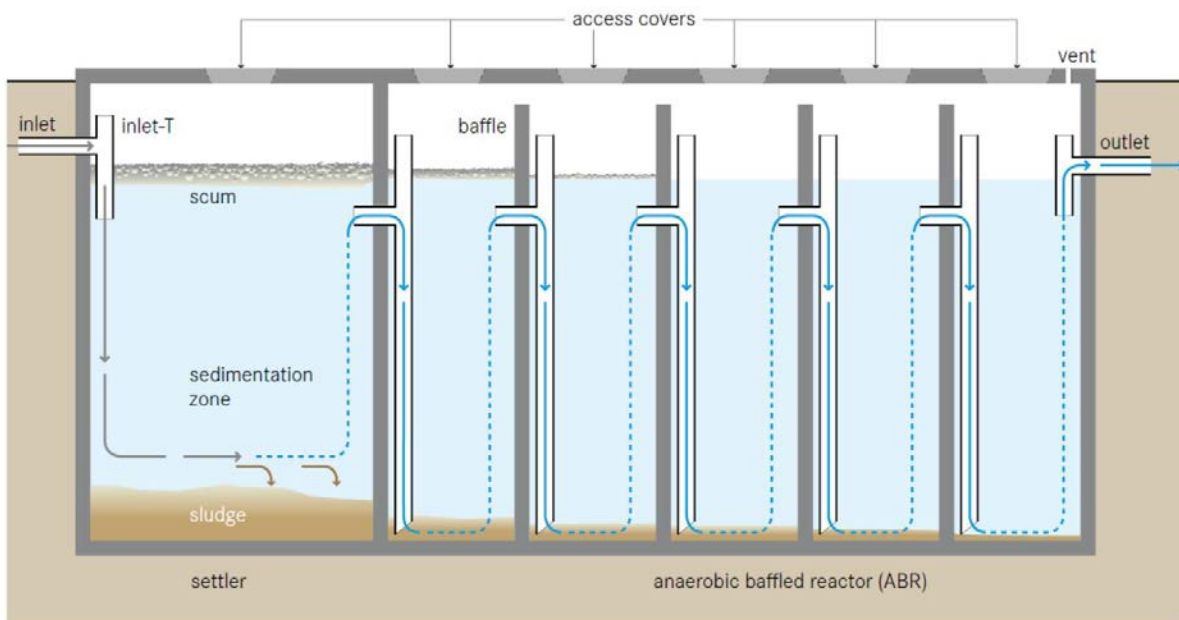 access covers
vent
inlet
inlet-T
baffle
outlet
scum
sedimentation
zone
sludge
settler
anaerobic baffled reactor (ABR)